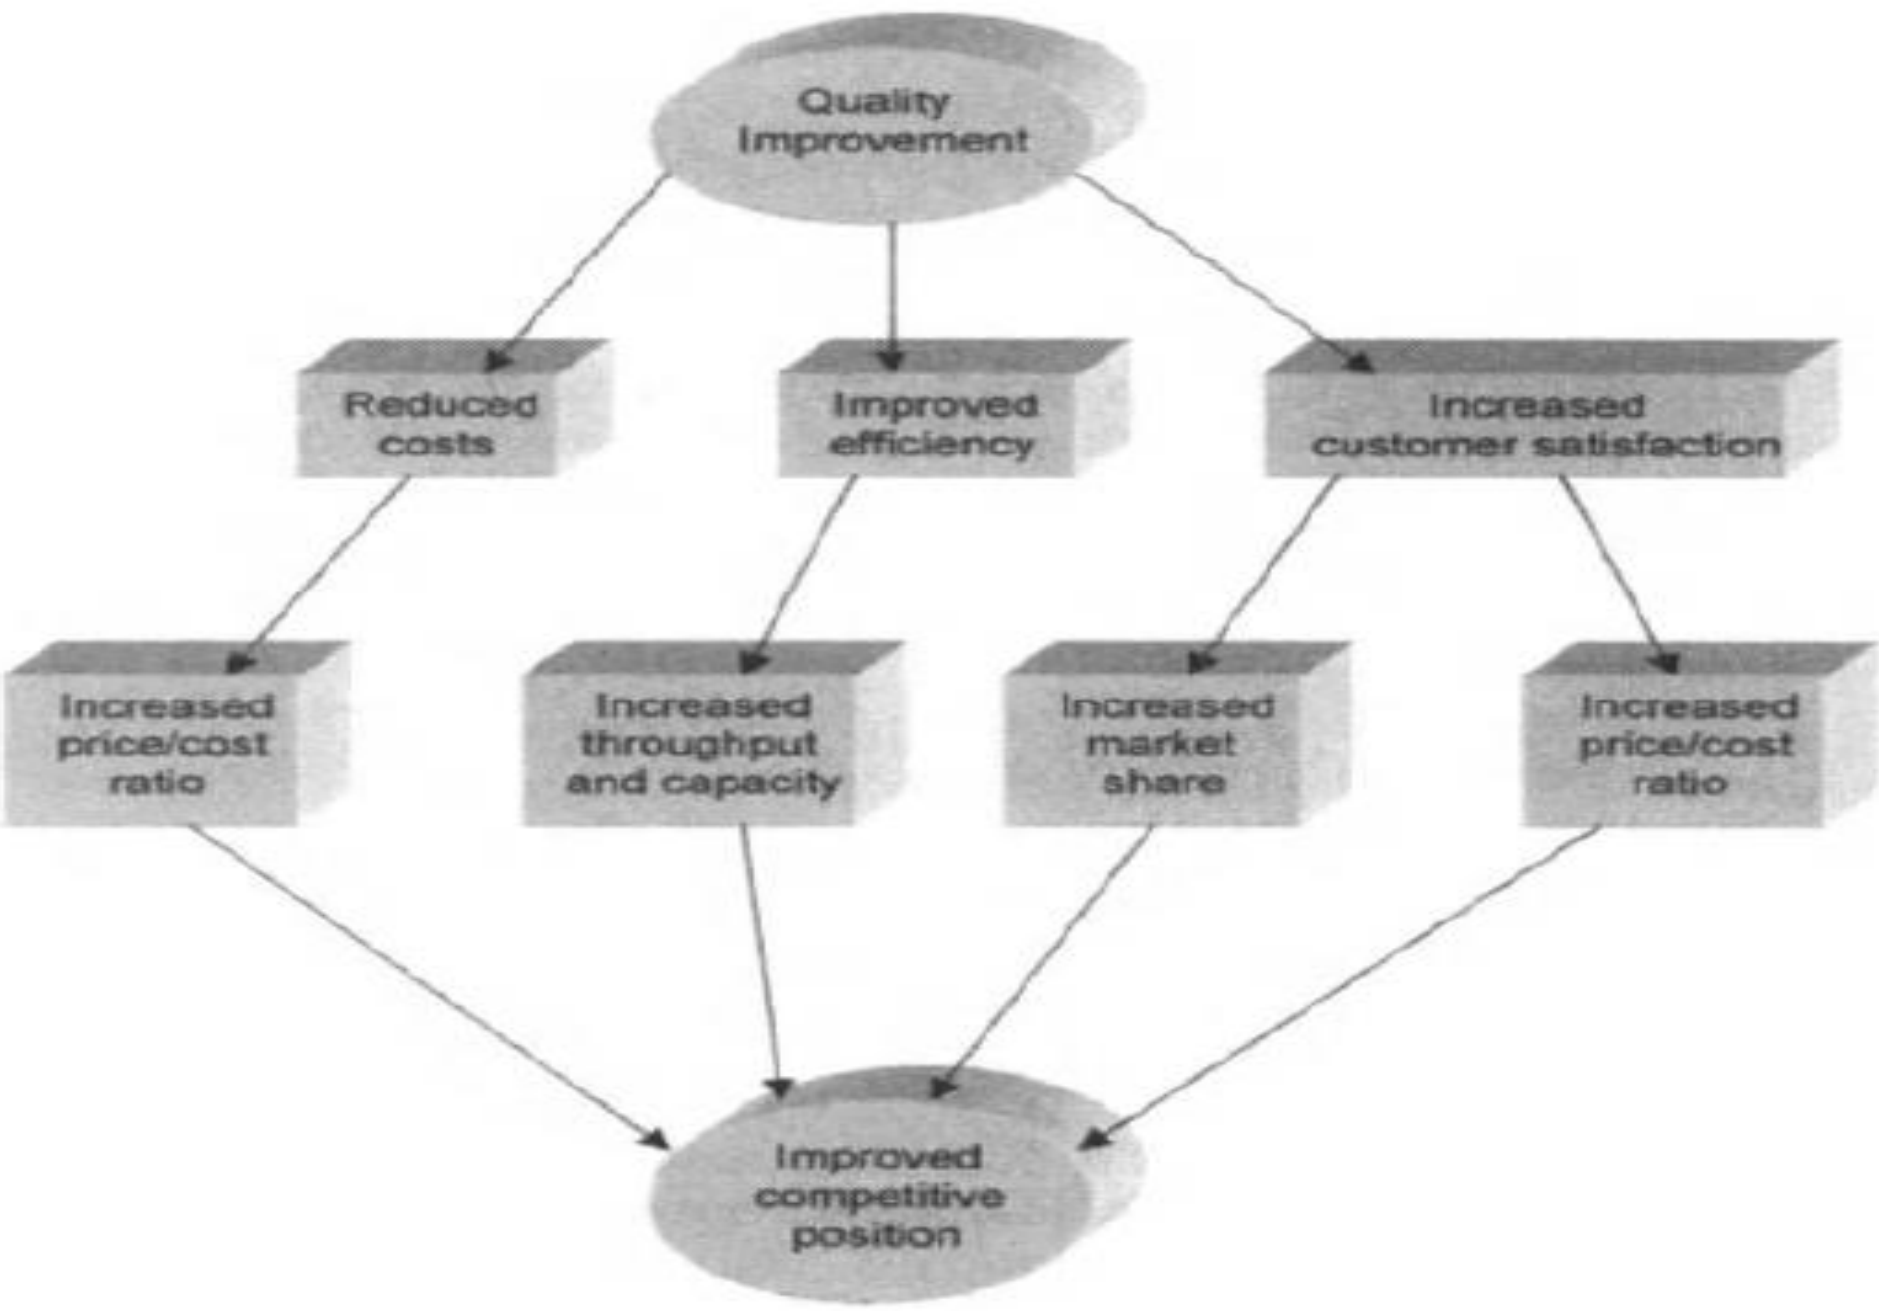 Quality
Improvement
Reduced
costs
Improved
efficiency
Increased
customer satisfaction
Increased
price/cost
ratio
Increased
throughput
and capacity
Increased
market
share
Increased
price/cost
ratio
Improved
competitive
position